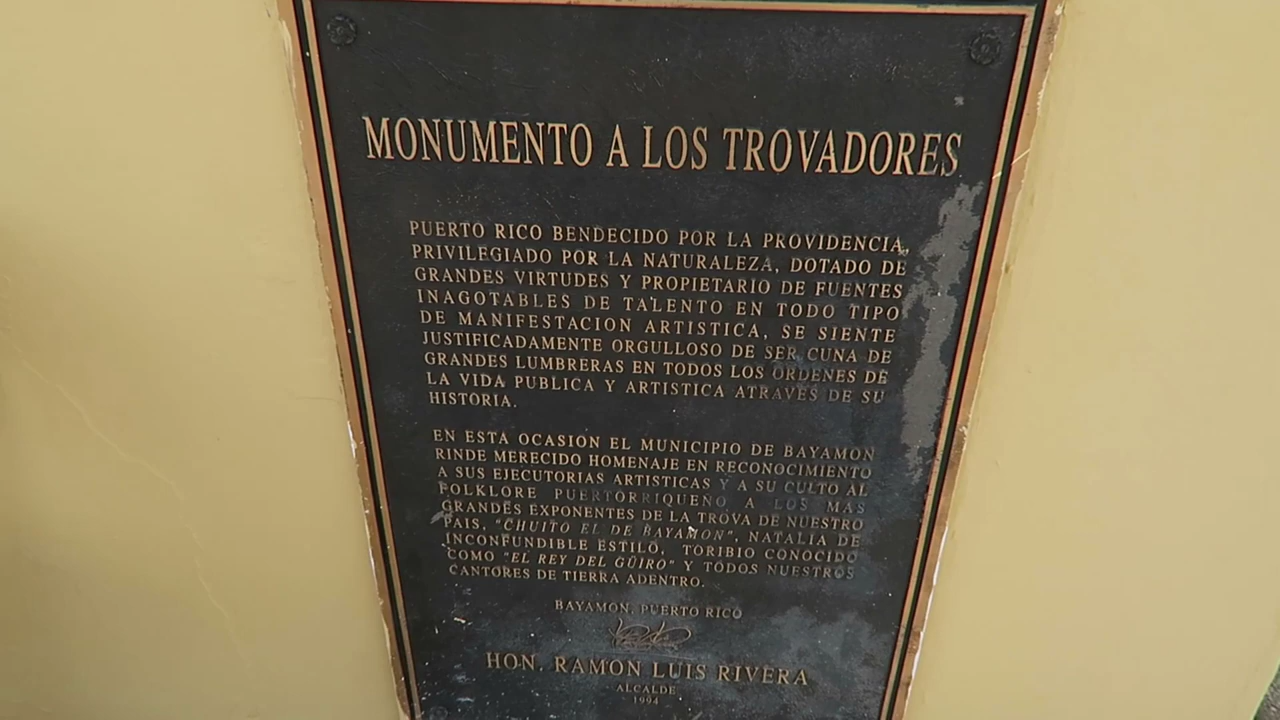 MONUMENTO A LOS TROVADORES
PUERTO RICO BENDECIDO POR LA PROVIDENCIA,
PRIVILEGIADO POR LA NATURALEZA, DOTADO DE
GRANDES VIRTUDES Y PROPIETARIO DE FUENTES
INAGOTABLES DE TALENTO EN TODO TIPO
DE MANIFESTACION ARTISTICA, SE SIENTE
JUSTIFICADAMENTE ORGULLOSO DE SER CUNA DE
GRANDES LUMBRERAS EN TODOS LOS ORDENES DE
LA VIDA PUBLICA Y ARTISTICA ATRAVES DE SU
HISTORIA.
EN ESTA OCASION EL MUNICIPIO DE BAYAMON
RINDE MERECIDO HOMENAJE EN RECONOCIMIENTO
A SUS EJECUTORIAS ARTISTICAS Y A SU CULTO AL
FOLKLORE PUERTORRIQUEÑO A LOS MAS
GRANDES EXPONENTES DE LA TROVA DE NUESTRO
PAIS, "CHUITO EL DE BAYAMON", NATALIA DE
INCONFUNDIBLE ESTILO, TORIBIO CONOCIDO
COMO "EL REY DEL GÜIRO" Y TODOS NUESTROS
CANTORES DE TIERRA ADENTRO.
BAYAMON, PUERTO RICO
HON. RAMON LUIS RIVERA
ALCALDE
1994